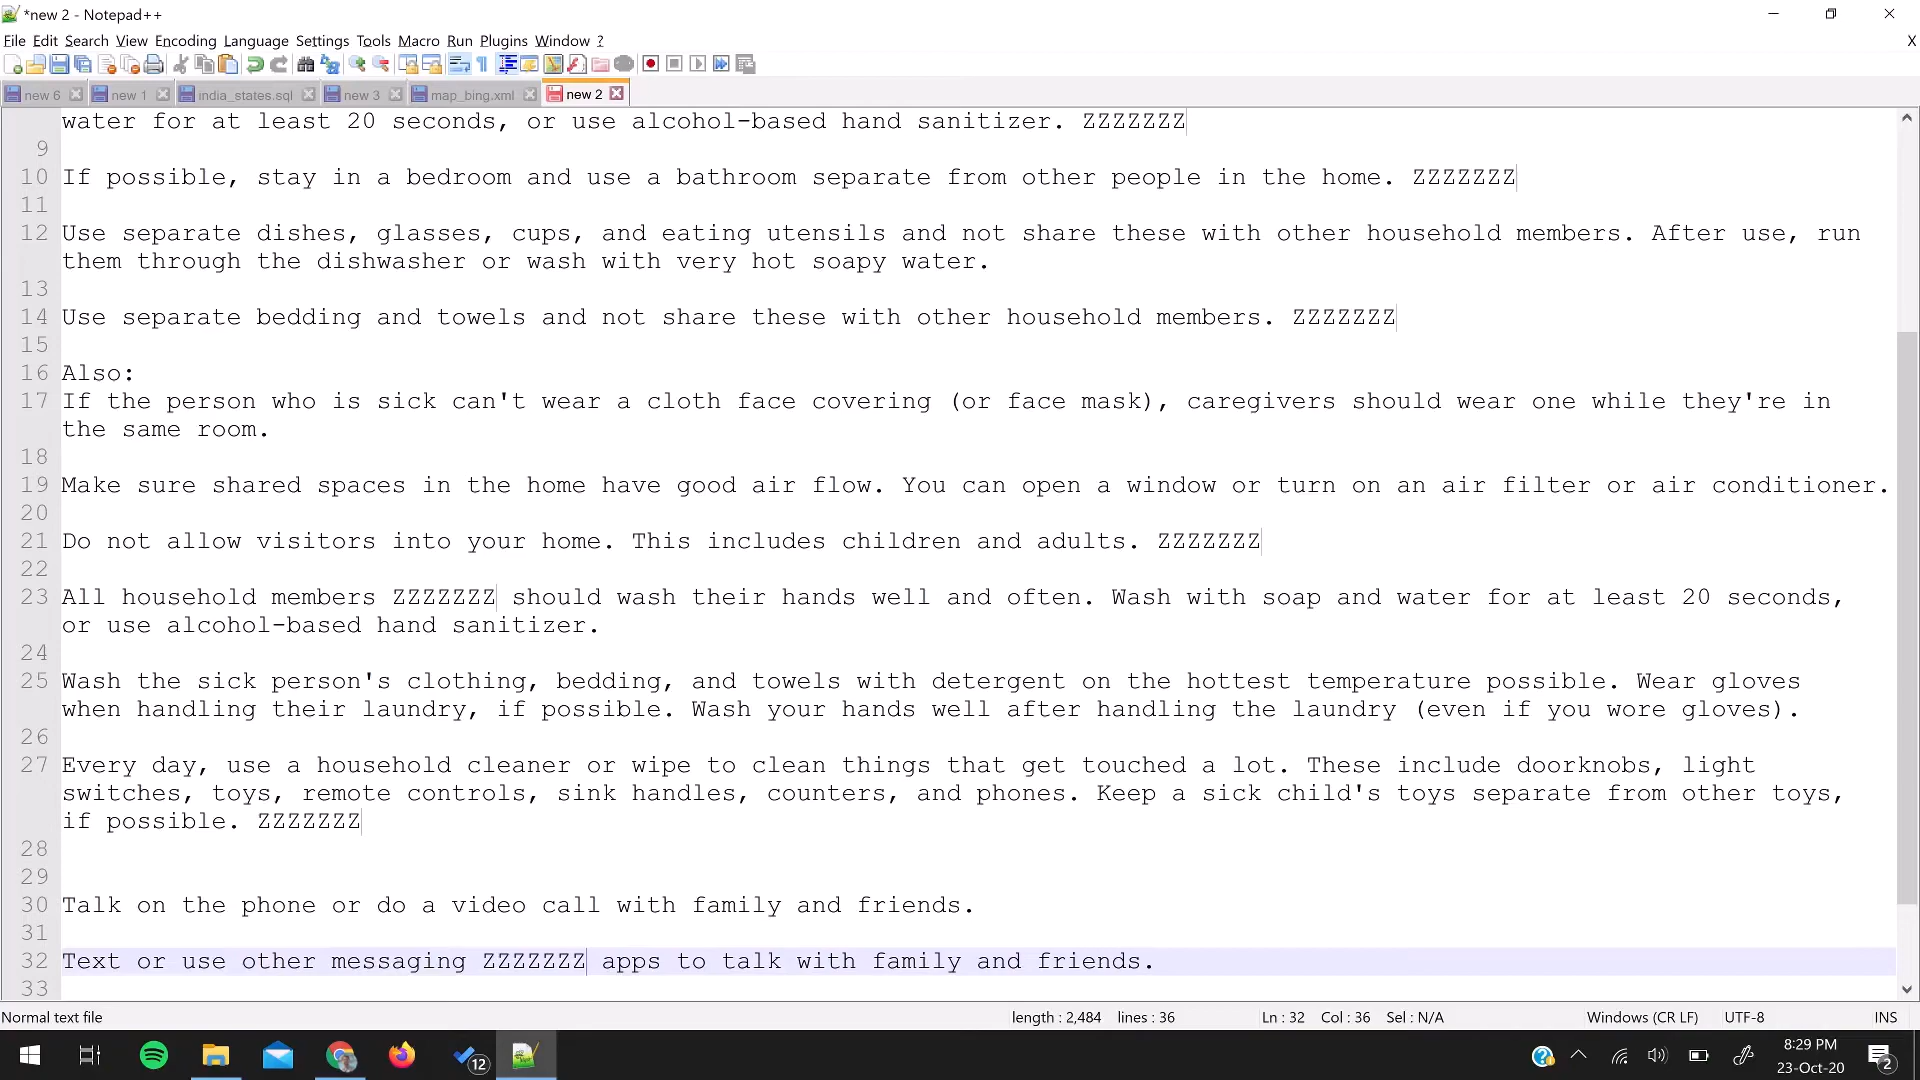 *new 2 - Notepad++
File Edit Search View Encoding Language Settings Tools Macro Run Plugins Window ?
X
new 6 new 1 india_states.sql new 3 map_bing.xml new 2
water for at least 20 seconds, or use alcohol-based hand sanitizer. ZZZZZZZ
9
10 If possible, stay in a bedroom and use a bathroom separate from other people in the home. ZZZZZZZ
11
12 Use separate dishes, glasses, cups, and eating utensils and not share these with other household members. After use, run
them through the dishwasher or wash with very hot soapy water.
13
14 Use separate bedding and towels and not share these with other household members. ZZZZZZZ
15
16 Also:
17 If the person who is sick can't wear a cloth face covering (or face mask), caregivers should wear one while they're in
the same room.
18
19 Make sure shared spaces in the home have good air flow. You can open a window or turn on an air filter or air conditioner.
20
21 Do not allow visitors into your home. This includes children and adults. ZZZZZZZ
22
23 All household members ZZZZZZZ should wash their hands well and often. Wash with soap and water for at least 20 seconds,
or use alcohol-based hand sanitizer.
24
25 Wash the sick person's clothing, bedding, and towels with detergent on the hottest temperature possible. Wear gloves
when handling their laundry, if possible. Wash your hands well after handling the laundry (even if you wore gloves).
26
27 Every day, use a household cleaner or wipe to clean things that get touched a lot. These include doorknobs, light
switches, toys, remote controls, sink handles, counters, and phones. Keep a sick child's toys separate from other toys,
if possible. ZZZZZZZ
28
29
30 Talk on the phone or do a video call with family and friends.
31
32 Text or use other messaging ZZZZZZZ apps to talk with family and friends.
33
Normal text file length : 2,484 lines : 36 Ln : 32 Col : 36 Sel : N/A Windows (CR LF) UTF-8 INS
12
8:29 PM
23-Oct-20
2